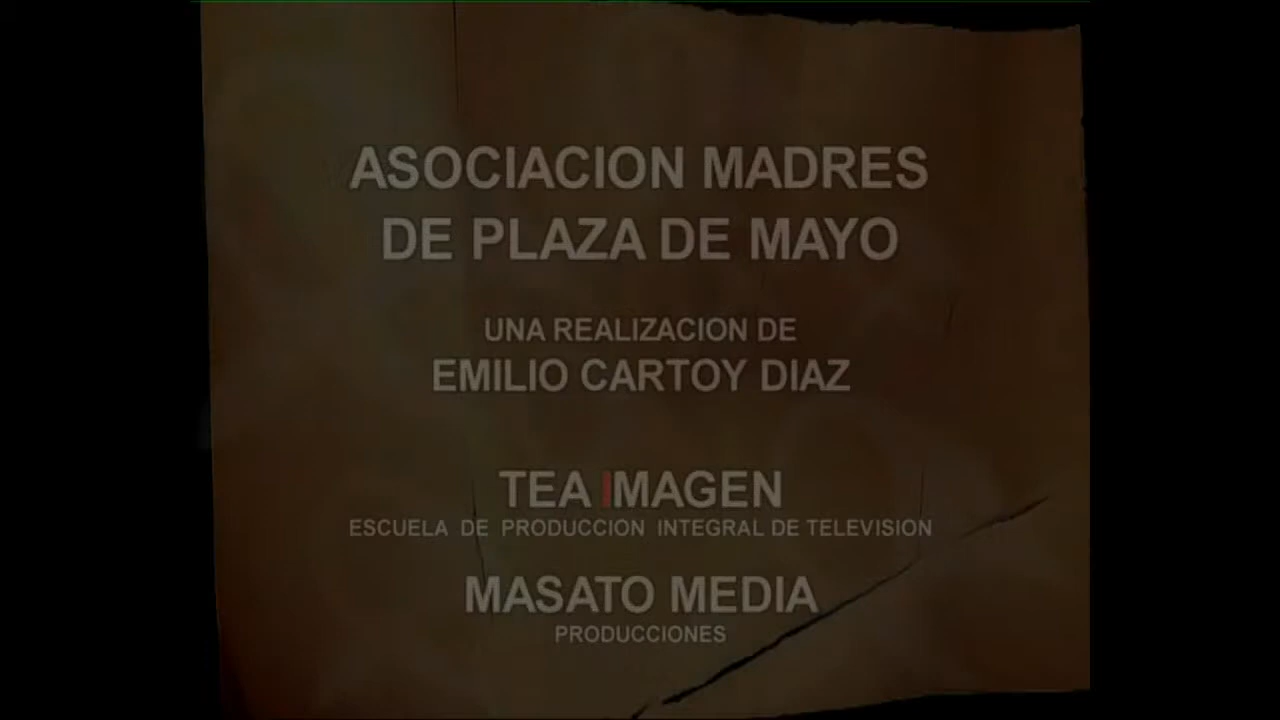 ASOCIACION MADRES
DE PLAZA DE MAYO
UNA REALIZACION DE
EMILIO CARTOY DIAZ
TEA IMAGEN
ESCUELA DE PRODUCCION INTEGRAL DE TELEVISION
MASATO MEDIA
PRODUCCIONES